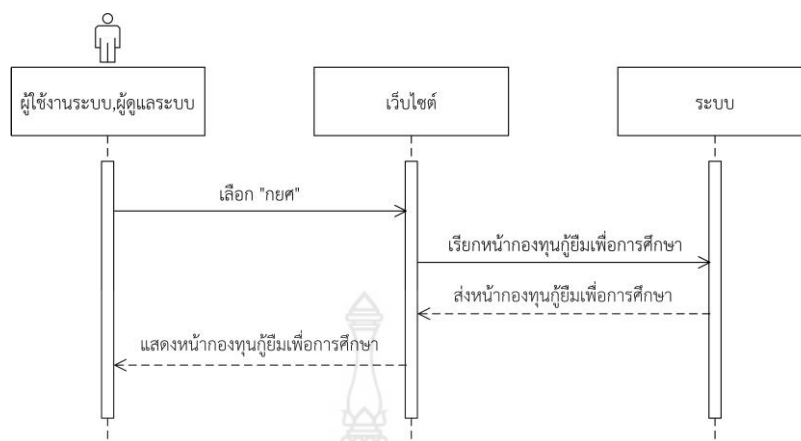 ผู้ใช้งานระบบ,ผู้ดูแลระบบ
เว็บไซต์
ระบบ
เลือก "กยศ"
เรียกหน้ากองทุนกู้ยืมเพื่อการศึกษา
ส่งหน้ากองทุนกู้ยืมเพื่อการศึกษา
แสดงหน้ากองทุนกู้ยืมเพื่อการศึกษา